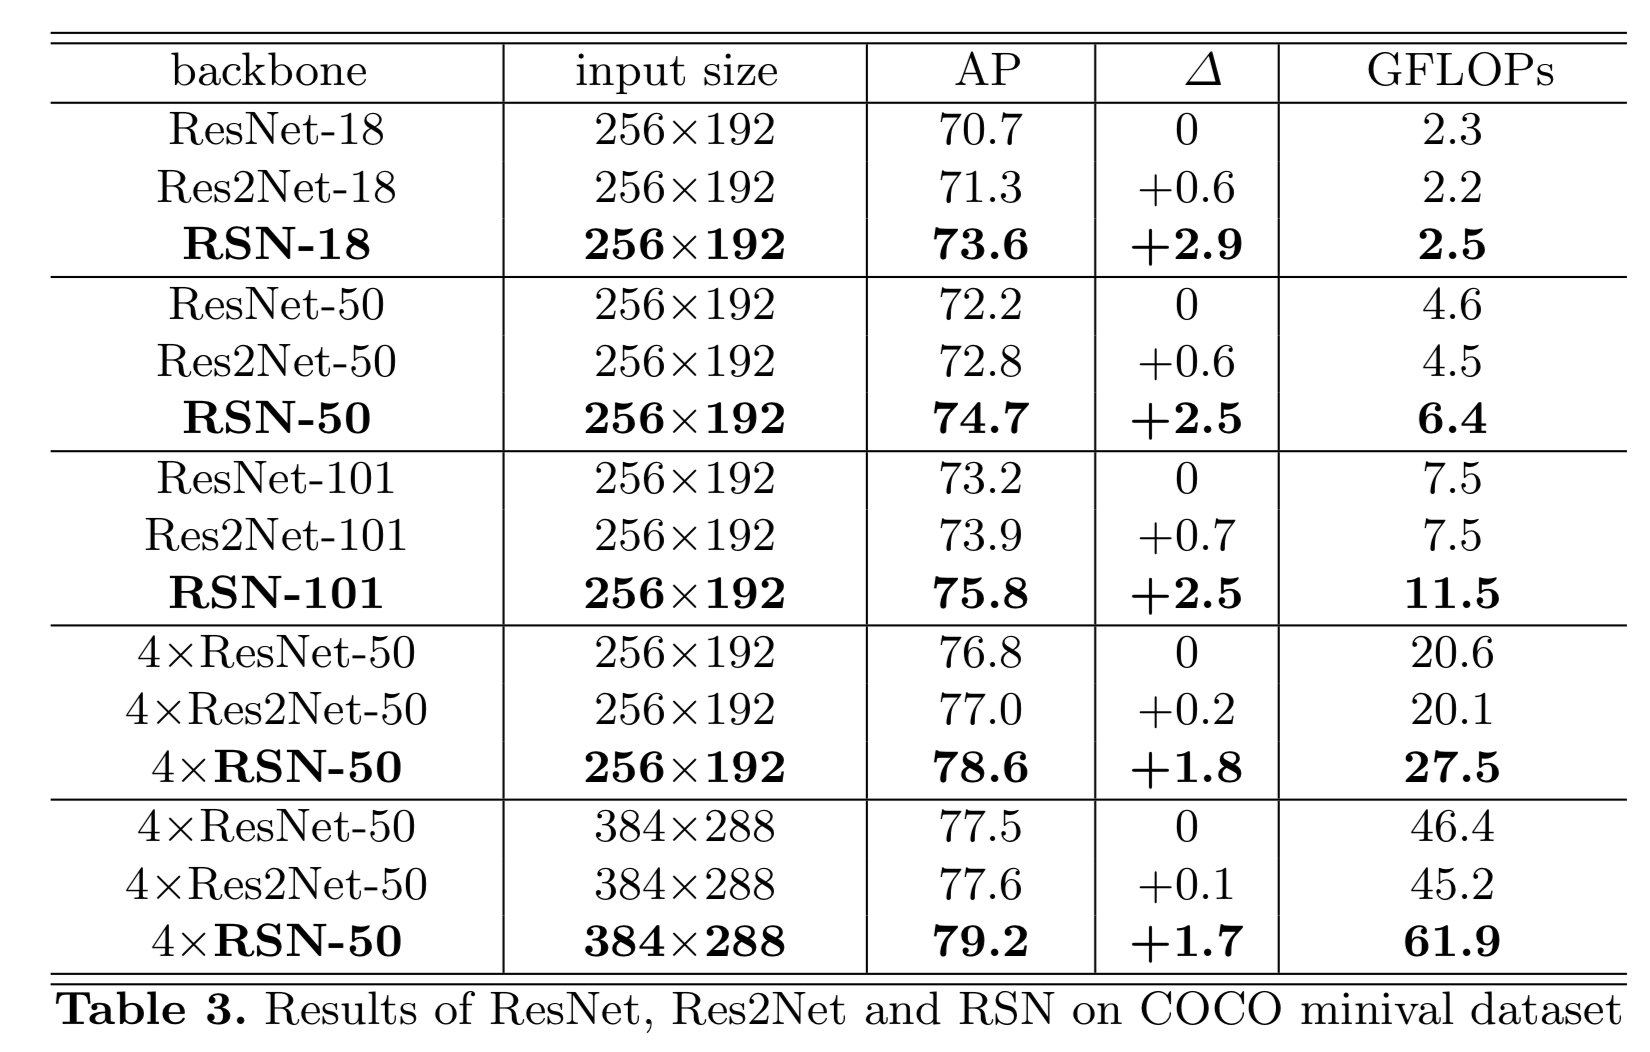 backbone input size AP Δ GFLOPs
ResNet-18 256×192 70.7 0 2.3
Res2Net-18 256×192 71.3 +0.6 2.2
RSN-18 256×192 73.6 +2.9 2.5
ResNet-50 256×192 72.2 0 4.6
Res2Net-50 256×192 72.8 +0.6 4.5
RSN-50 256×192 74.7 +2.5 6.4
ResNet-101 256×192 73.2 0 7.5
Res2Net-101 256×192 73.9 +0.7 7.5
RSN-101 256×192 75.8 +2.5 11.5
4×ResNet-50 256×192 76.8 0 20.6
4×Res2Net-50 256×192 77.0 +0.2 20.1
4×RSN-50 256×192 78.6 +1.8 27.5
4×ResNet-50 384×288 77.5 0 46.4
4×Res2Net-50 384×288 77.6 +0.1 45.2
4×RSN-50 384×288 79.2 +1.7 61.9
Table 3. Results of ResNet, Res2Net and RSN on COCO minival dataset